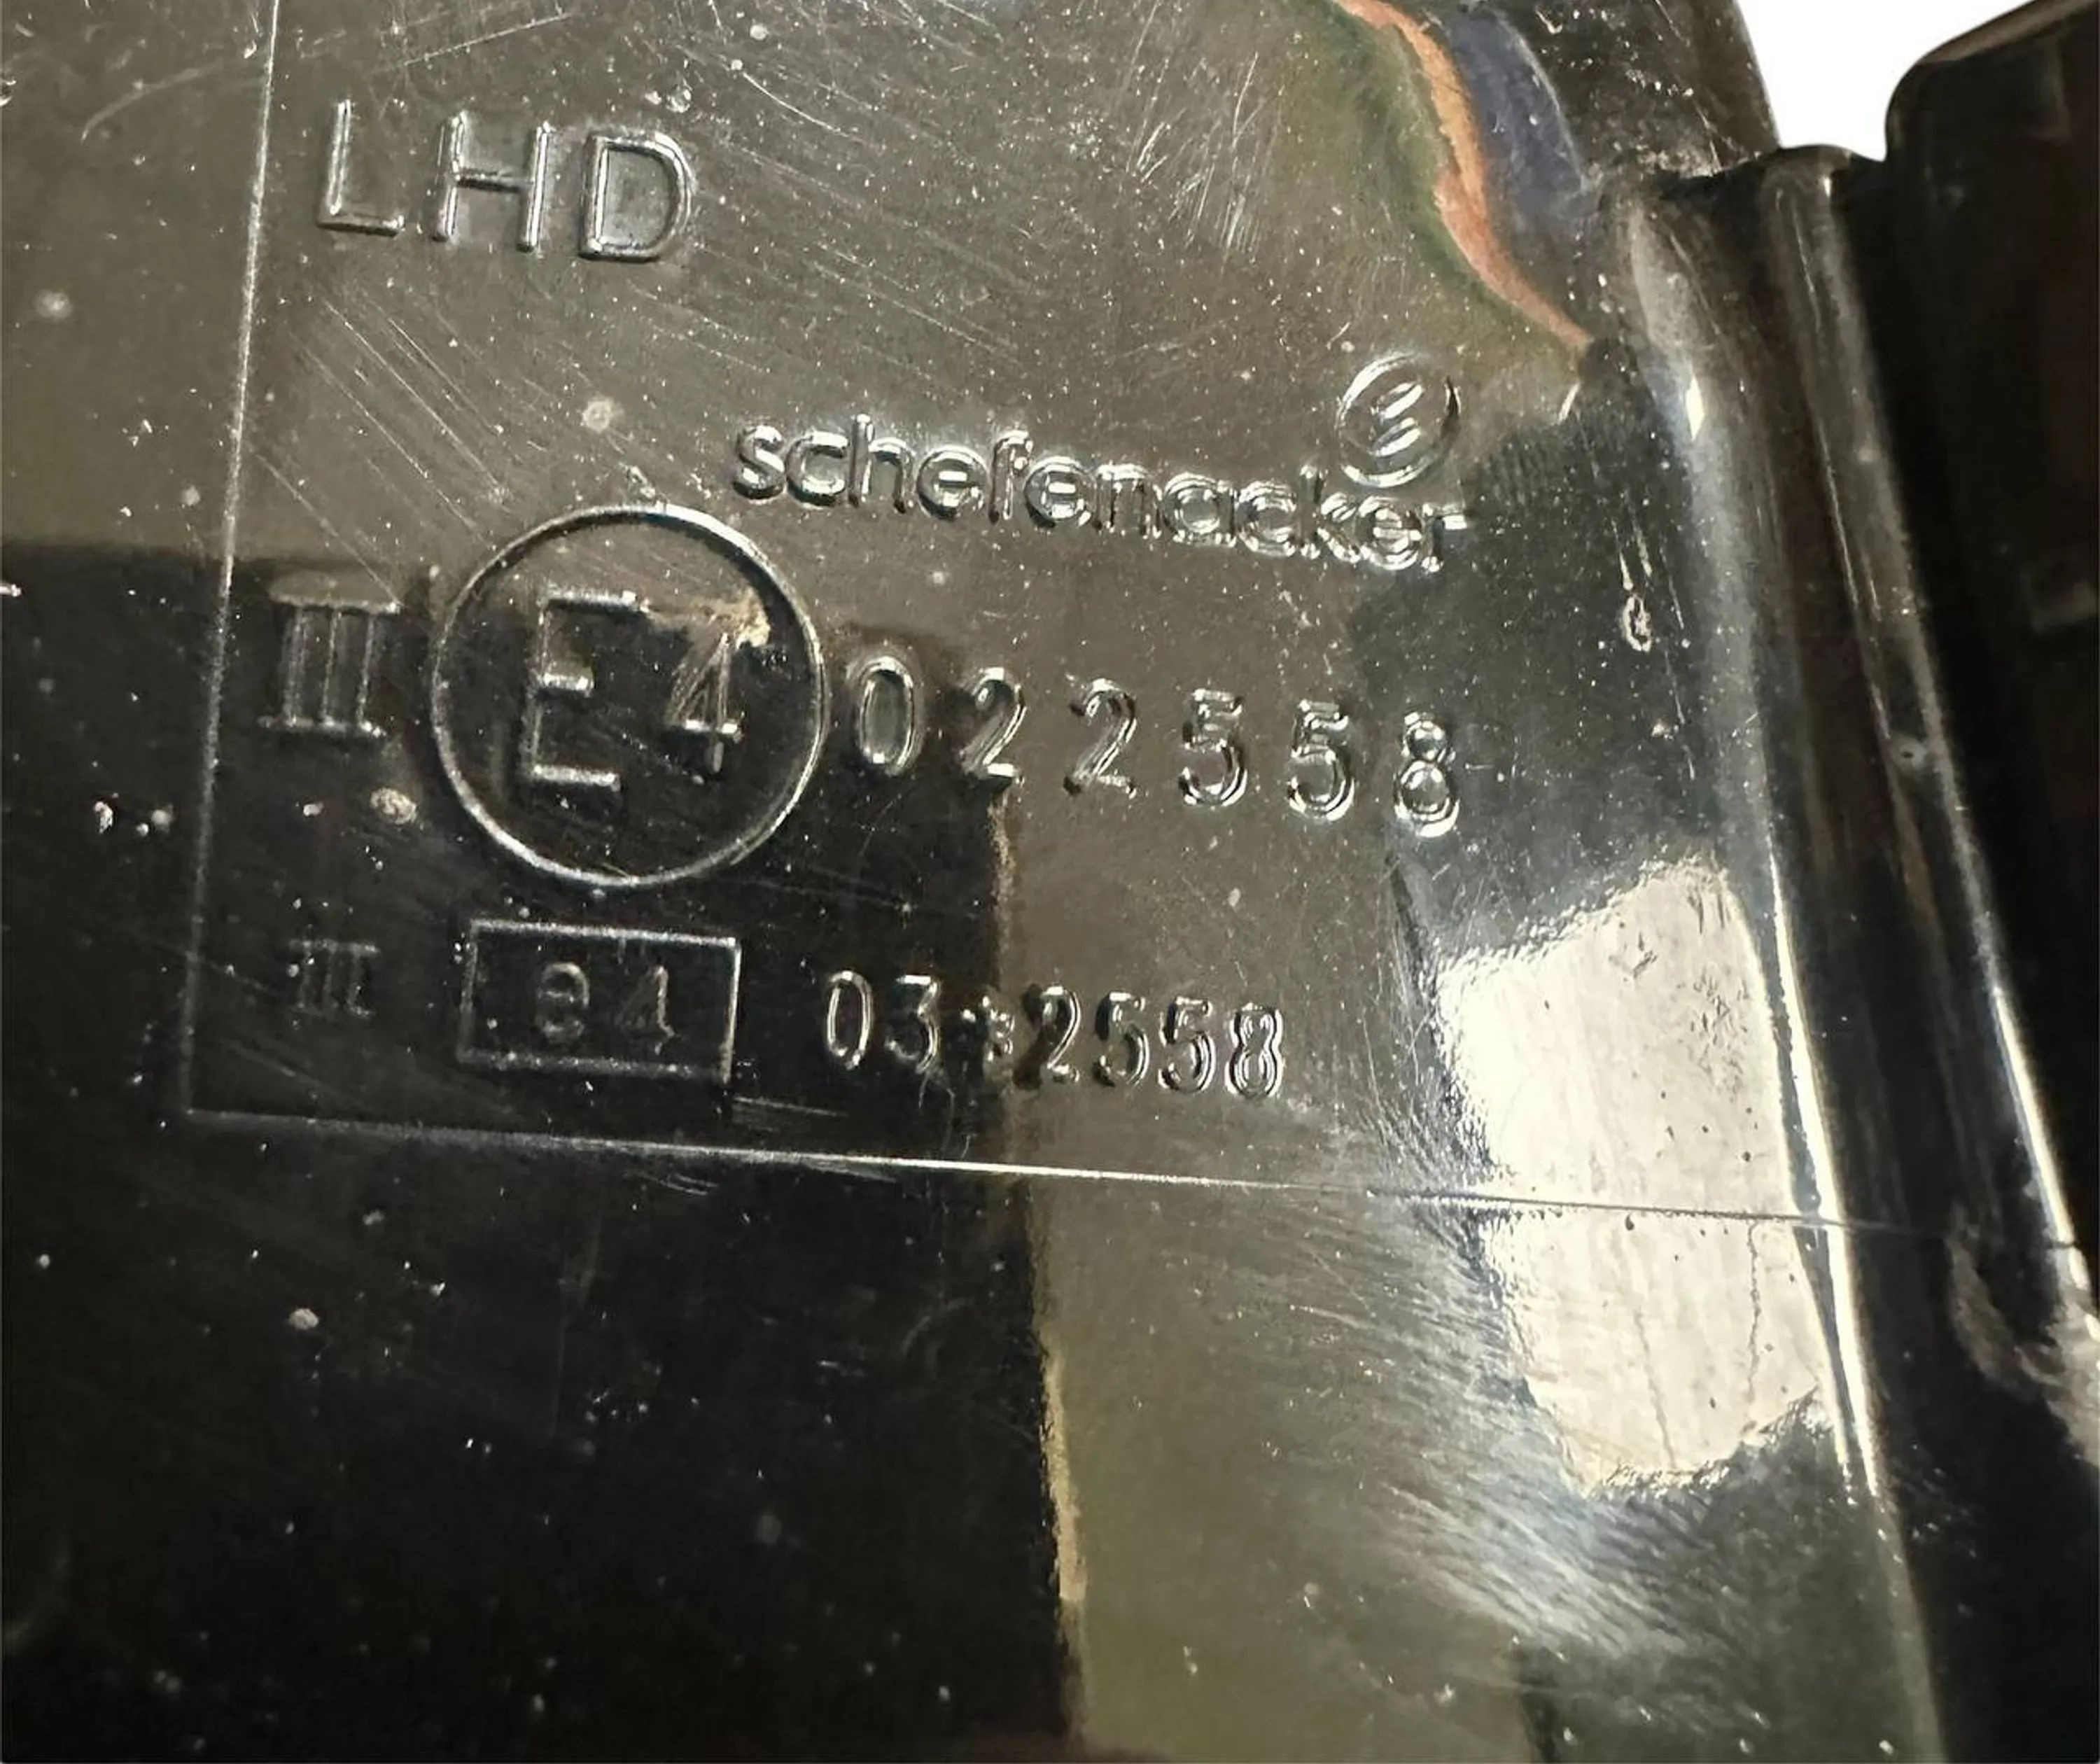 LHD
schefenacker
III E4 022558
III e4 03*2558